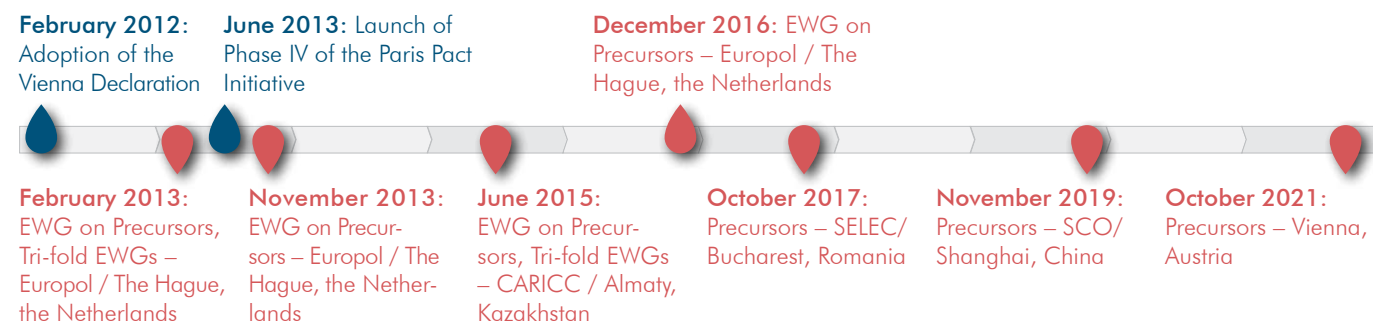 February 2012:
Adoption of the
Vienna Declaration
June 2013: Launch of
Phase IV of the Paris Pact
Initiative
December 2016: EWG on
Precursors – Europol / The
Hague, the Netherlands
February 2013:
EWG on Precursors,
Tri-fold EWGs –
Europol / The Hague,
the Netherlands
November 2013:
EWG on Precur-
sors – Europol / The
Hague, the Nether-
lands
June 2015:
EWG on Precur-
sors, Tri-fold EWGs
– CARICC / Almaty,
Kazakhstan
October 2017:
Precursors – SELEC/
Bucharest, Romania
November 2019:
Precursors – SCO/
Shanghai, China
October 2021:
Precursors – Vienna,
Austria